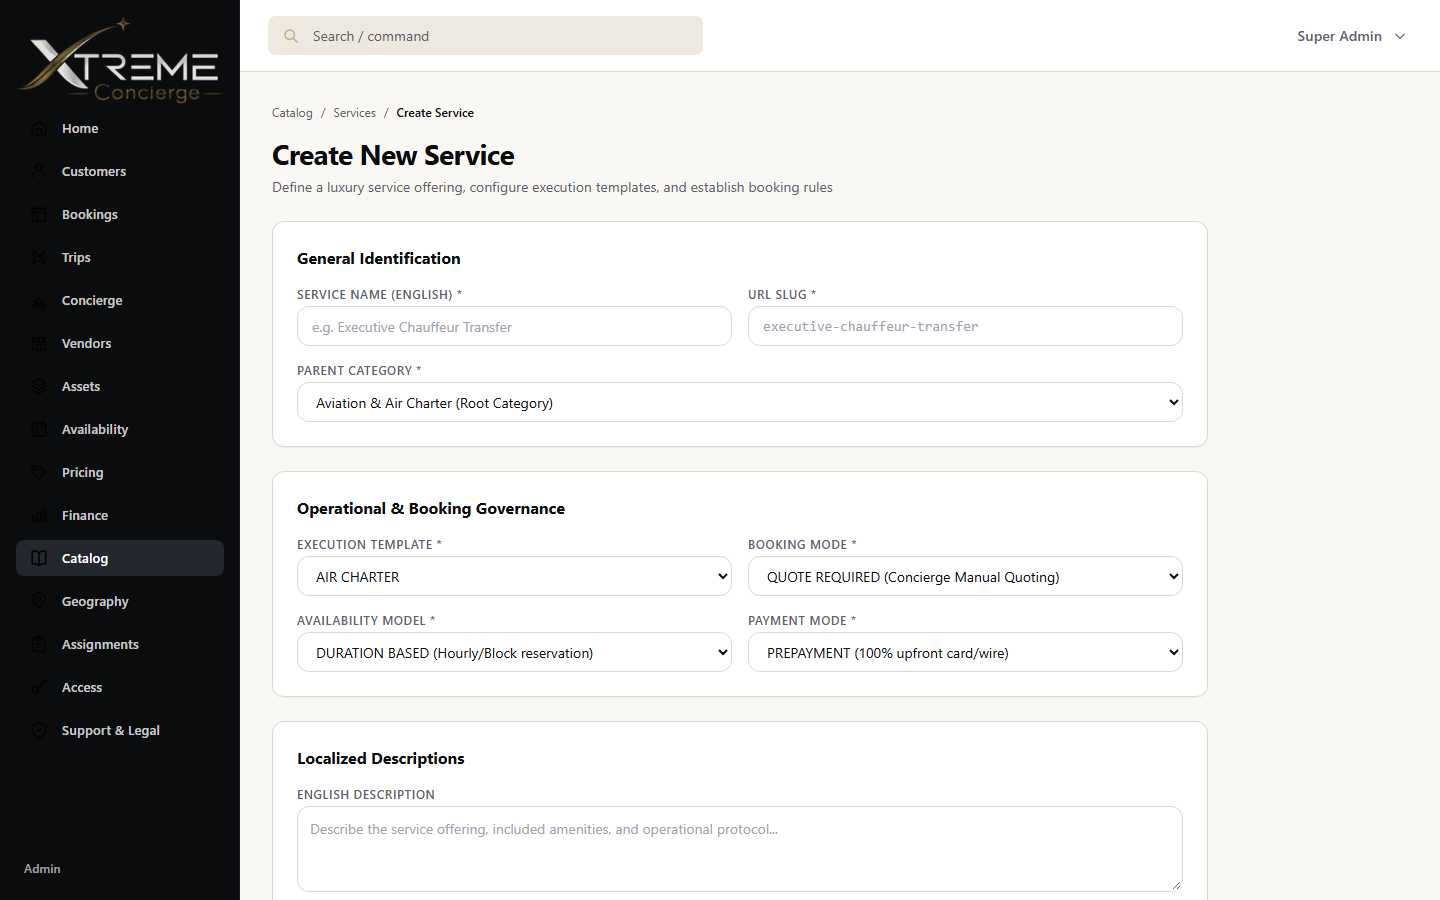 XTREME
Concierge
Home
Customers
Bookings
Trips
Concierge
Vendors
Assets
Availability
Pricing
Finance
Catalog
Geography
Assignments
Access
Support & Legal
Admin
Search / command
Super Admin
Catalog / Services / Create Service
Create New Service
Define a luxury service offering, configure execution templates, and establish booking rules
General Identification
SERVICE NAME (ENGLISH) *
e.g. Executive Chauffeur Transfer
URL SLUG *
executive-chauffeur-transfer
PARENT CATEGORY *
Aviation & Air Charter (Root Category)
Operational & Booking Governance
EXECUTION TEMPLATE *
AIR CHARTER
BOOKING MODE *
QUOTE REQUIRED (Concierge Manual Quoting)
AVAILABILITY MODEL *
DURATION BASED (Hourly/Block reservation)
PAYMENT MODE *
PREPAYMENT (100% upfront card/wire)
Localized Descriptions
ENGLISH DESCRIPTION
Describe the service offering, included amenities, and operational protocol...